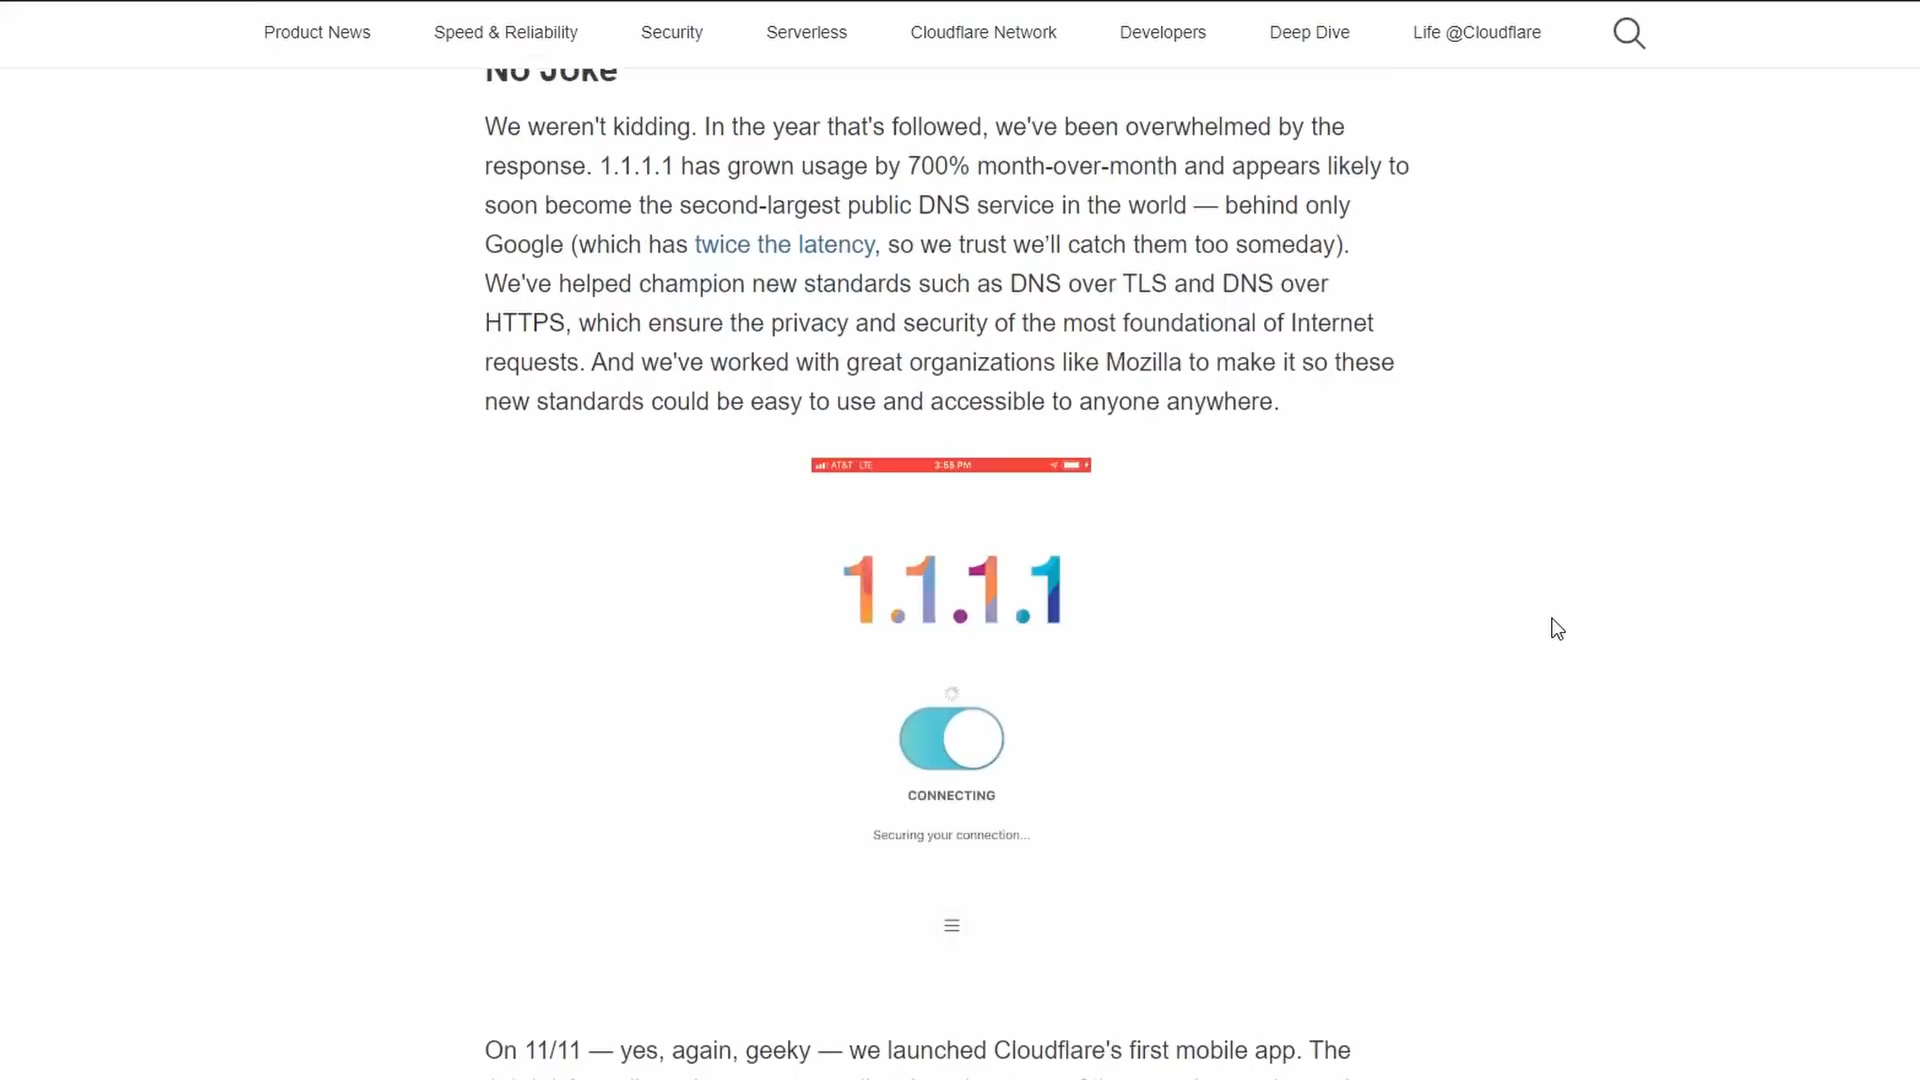 Product News Speed & Reliability Security Serverless Cloudflare Network Developers Deep Dive Life @Cloudflare
No Joke
We weren't kidding. In the year that's followed, we've been overwhelmed by the
response. 1.1.1.1 has grown usage by 700% month-over-month and appears likely to
soon become the second-largest public DNS service in the world — behind only
Google (which has twice the latency, so we trust we’ll catch them too someday).
We've helped champion new standards such as DNS over TLS and DNS over
HTTPS, which ensure the privacy and security of the most foundational of Internet
requests. And we've worked with great organizations like Mozilla to make it so these
new standards could be easy to use and accessible to anyone anywhere.
AT&T LTE 3:55 PM
1.1.1.1
CONNECTING
Securing your connection...
On 11/11 — yes, again, geeky — we launched Cloudflare's first mobile app. The